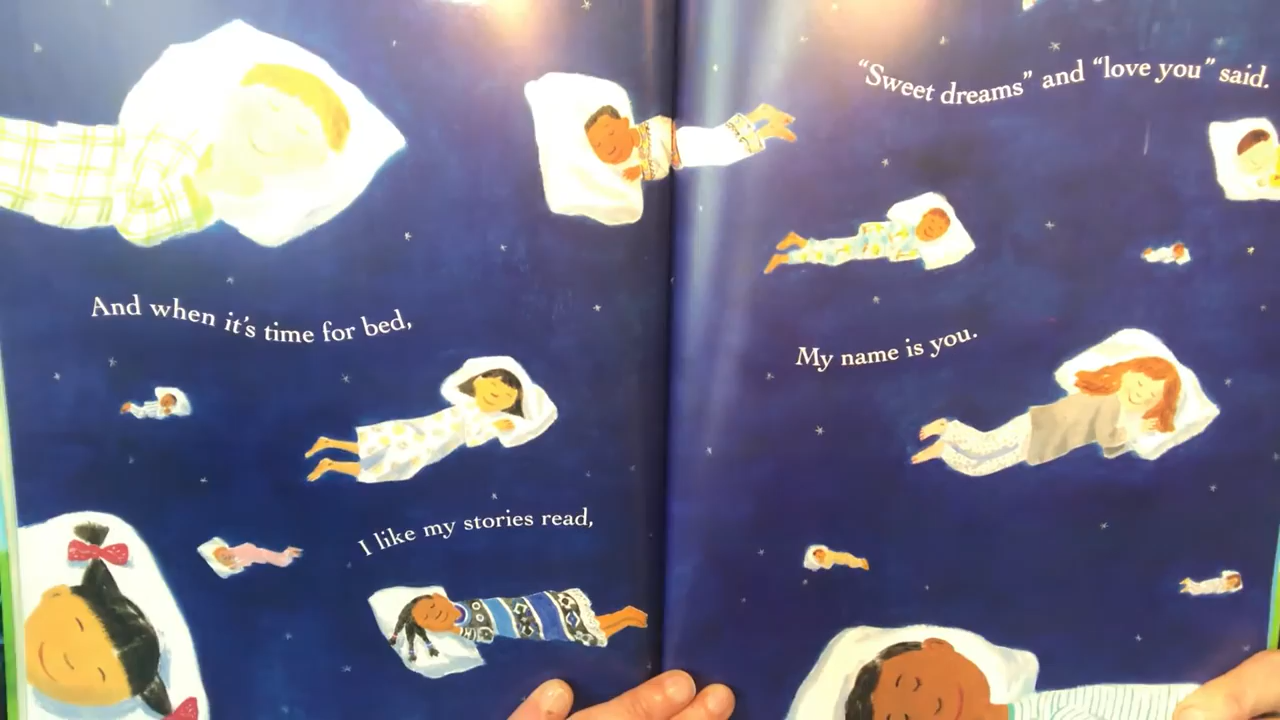 And when it's time for bed,
I like my stories read,
“Sweet dreams” and “love you” said.
My name is you.